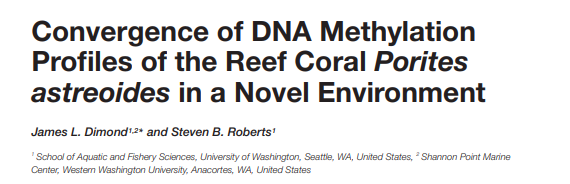 Convergence of DNA Methylation
Profiles of the Reef Coral Porites
astreoides in a Novel Environment
James L. Dimond1,2* and Steven B. Roberts1
1 School of Aquatic and Fishery Sciences, University of Washington, Seattle, WA, United States, 2 Shannon Point Marine
Center, Western Washington University, Anacortes, WA, United States